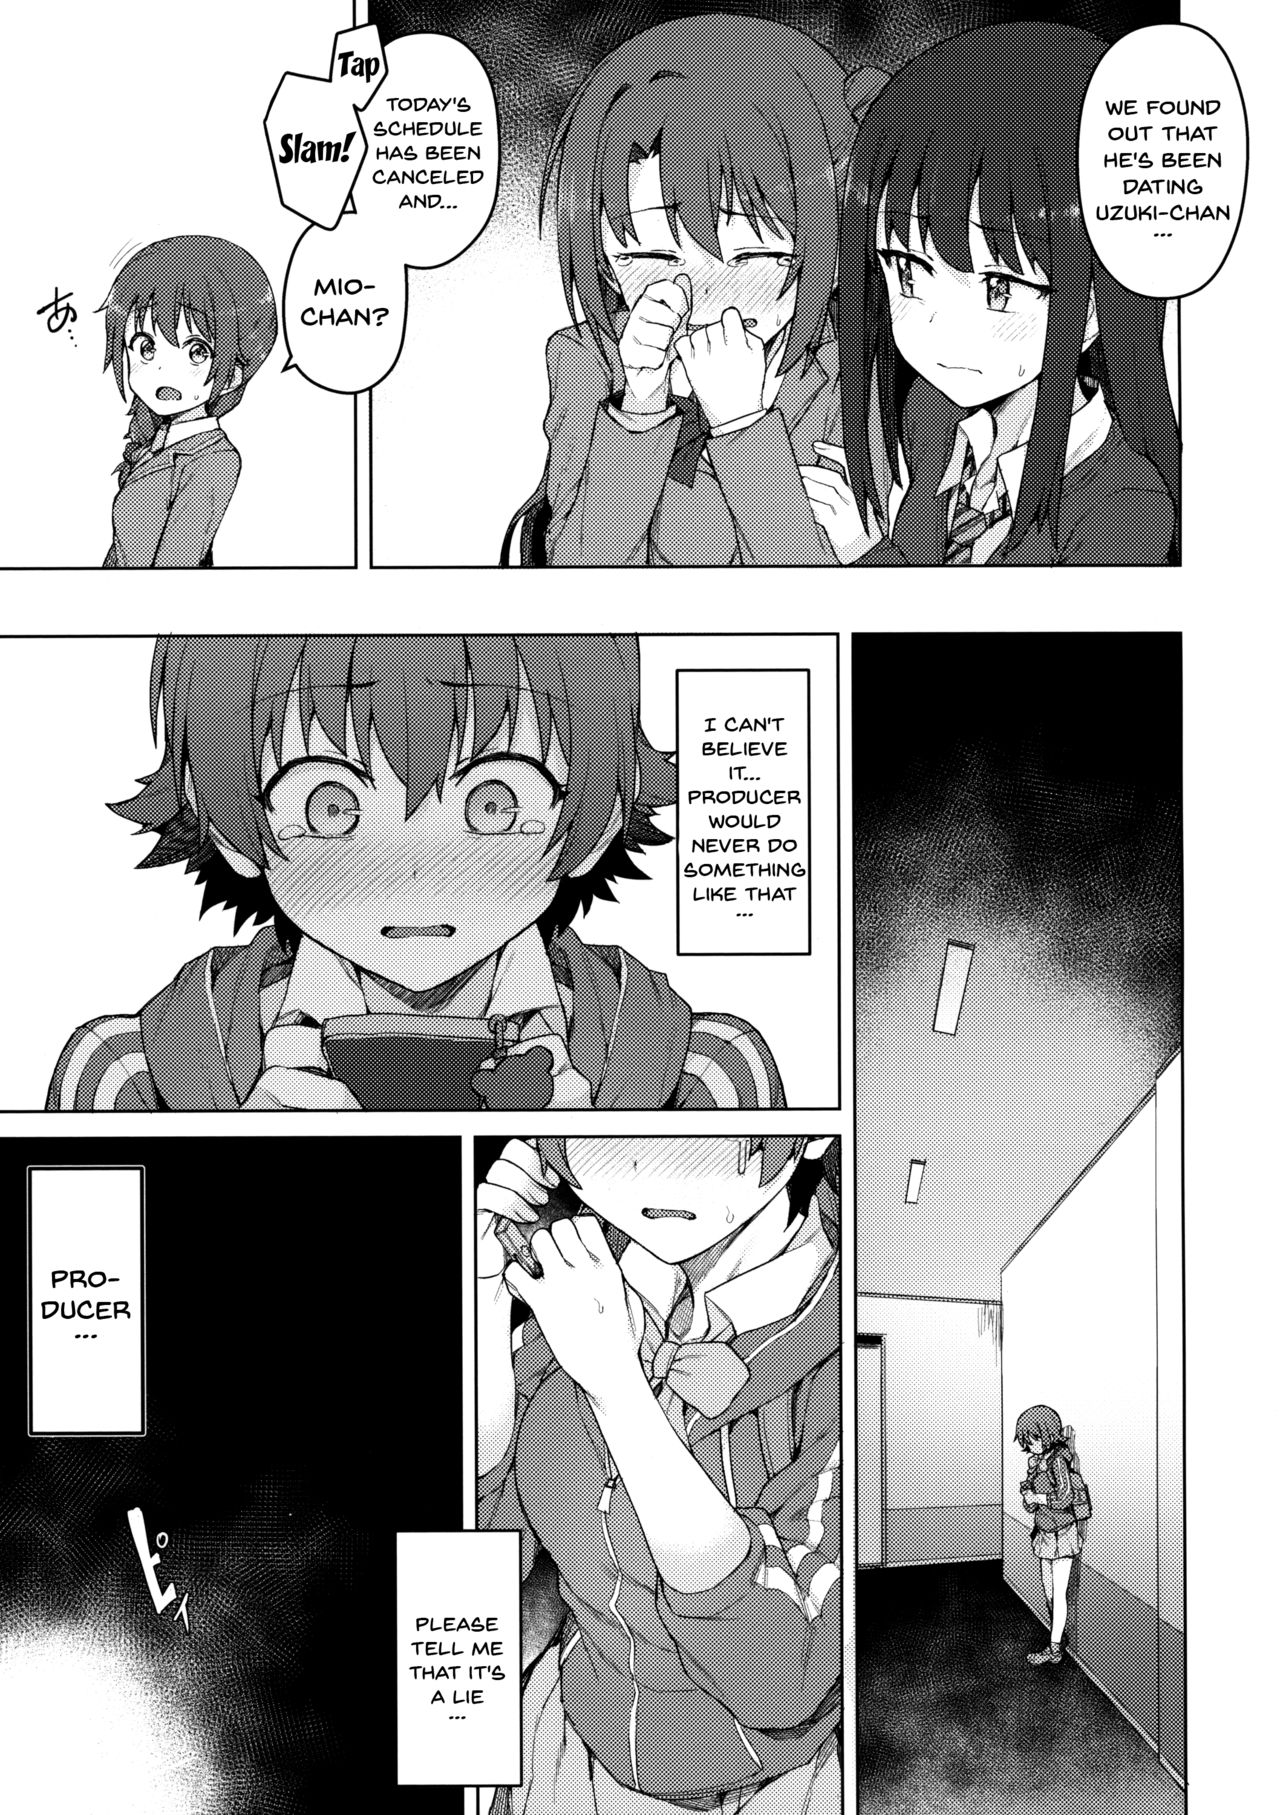 WE FOUND
OUT THAT
HE'S BEEN
DATING
UZUKI-CHAN
...
TODAY'S
SCHEDULE
HAS BEEN
CANCELED
AND...
MIO-
CHAN?
Tap
Slam!
あ...
I CAN'T
BELIEVE
IT...
PRODUCER
WOULD
NEVER DO
SOMETHING
LIKE THAT
...
PLEASE
TELL ME
THAT IT'S
A LIE
...
PRO-
DUCER
...
ピッ